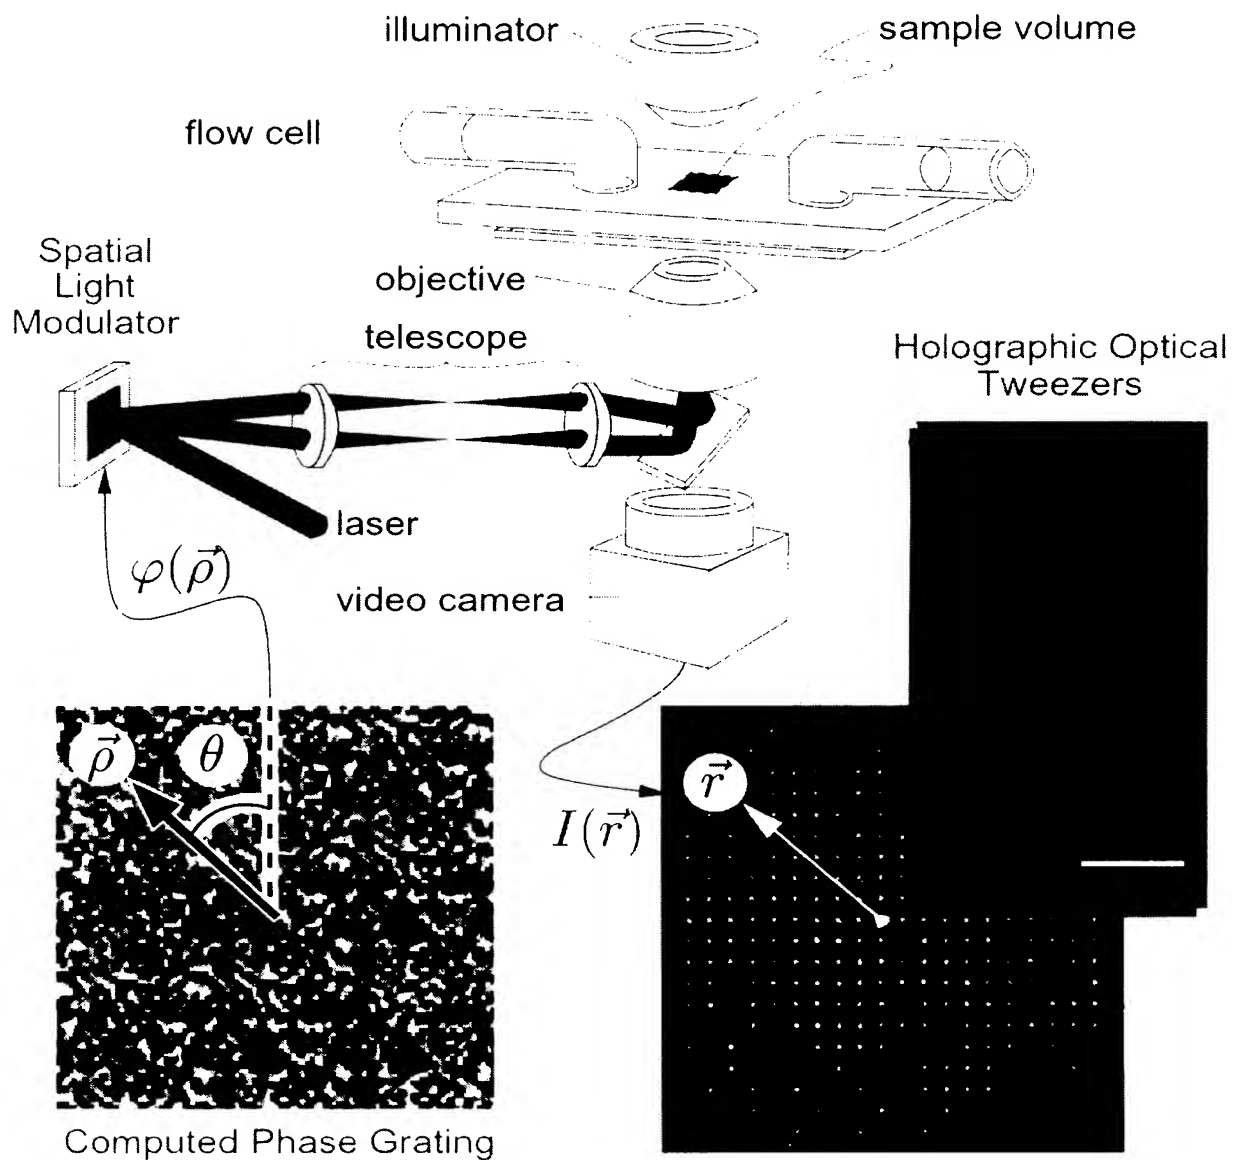 illuminator
sample volume
flow cell
Spatial
Light
Modulator
objective
telescope
Holographic Optical
Tweezers
laser
φ(ρ⃗)
video camera
ρ⃗
θ
r⃗
I(r⃗)
Computed Phase Grating